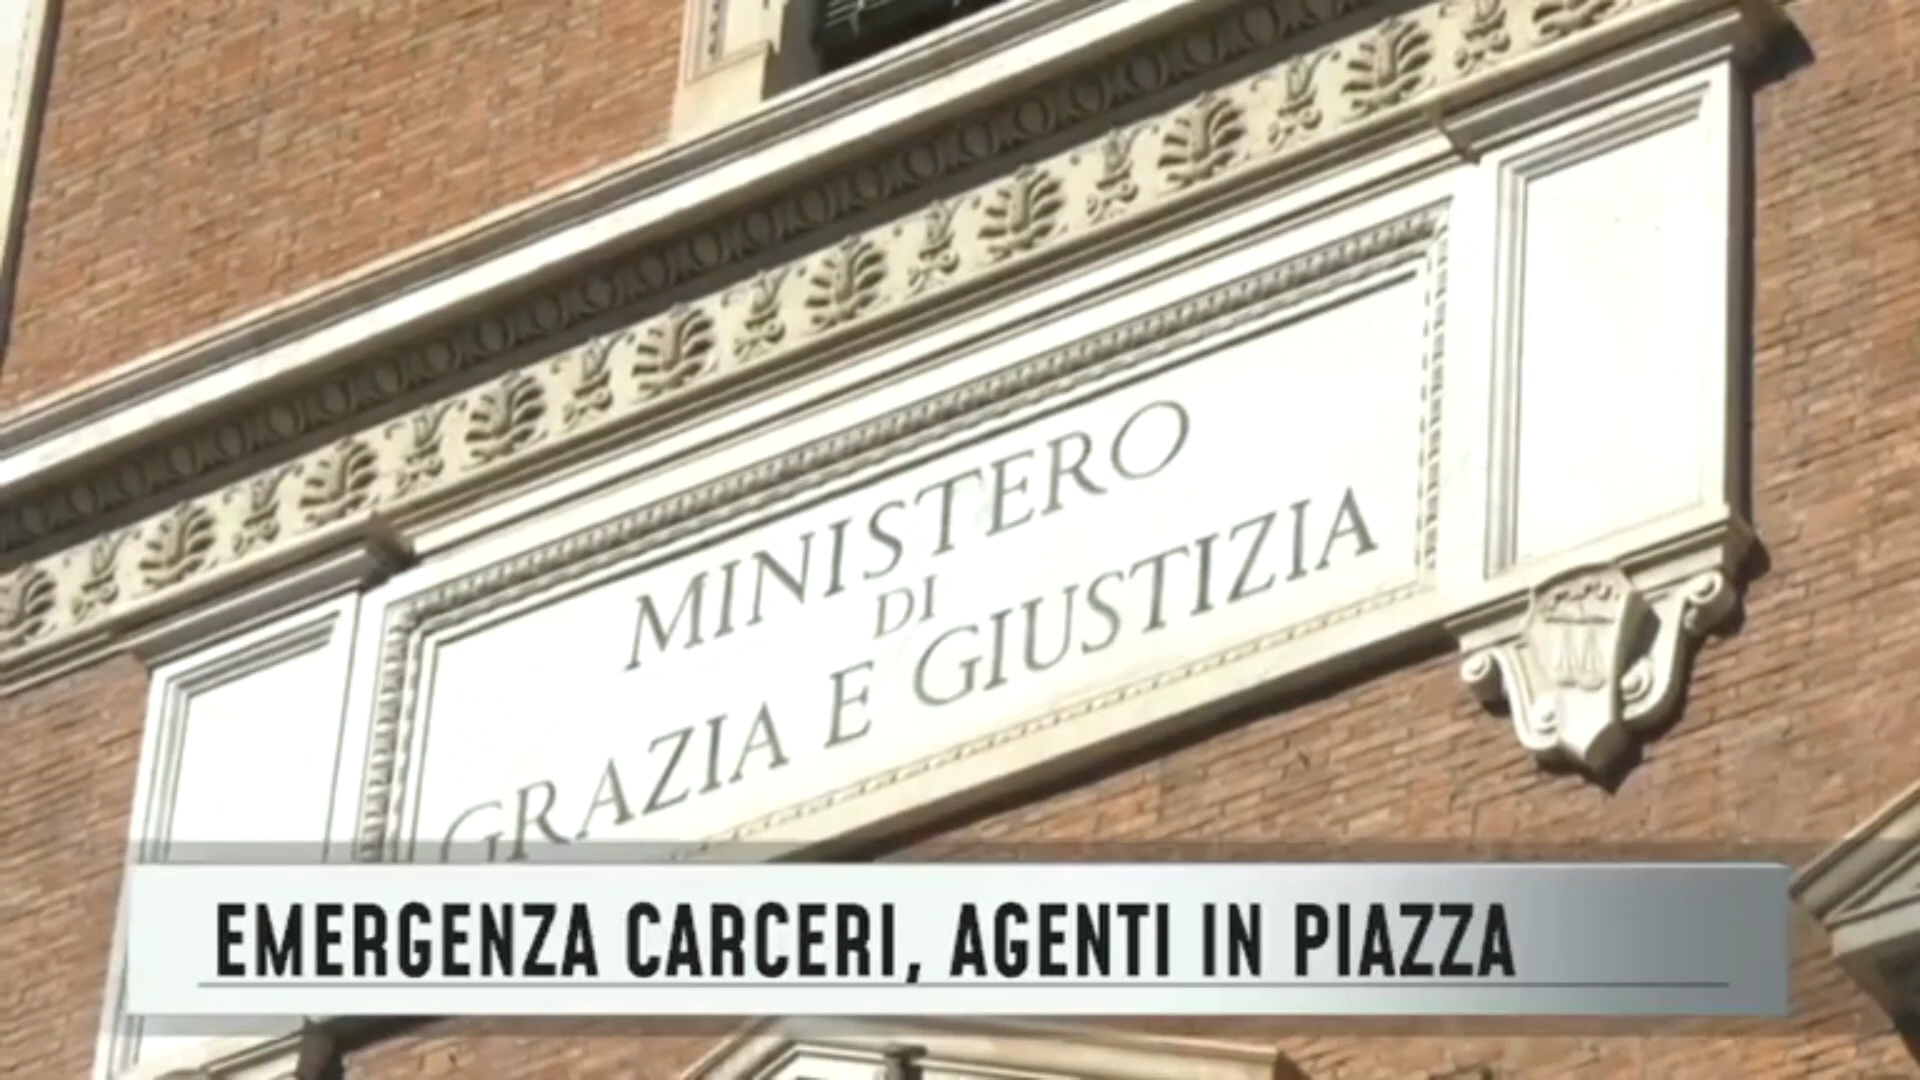 MINISTERO
DI
GRAZIA E GIUSTIZIA
EMERGENZA CARCERI, AGENTI IN PIAZZA